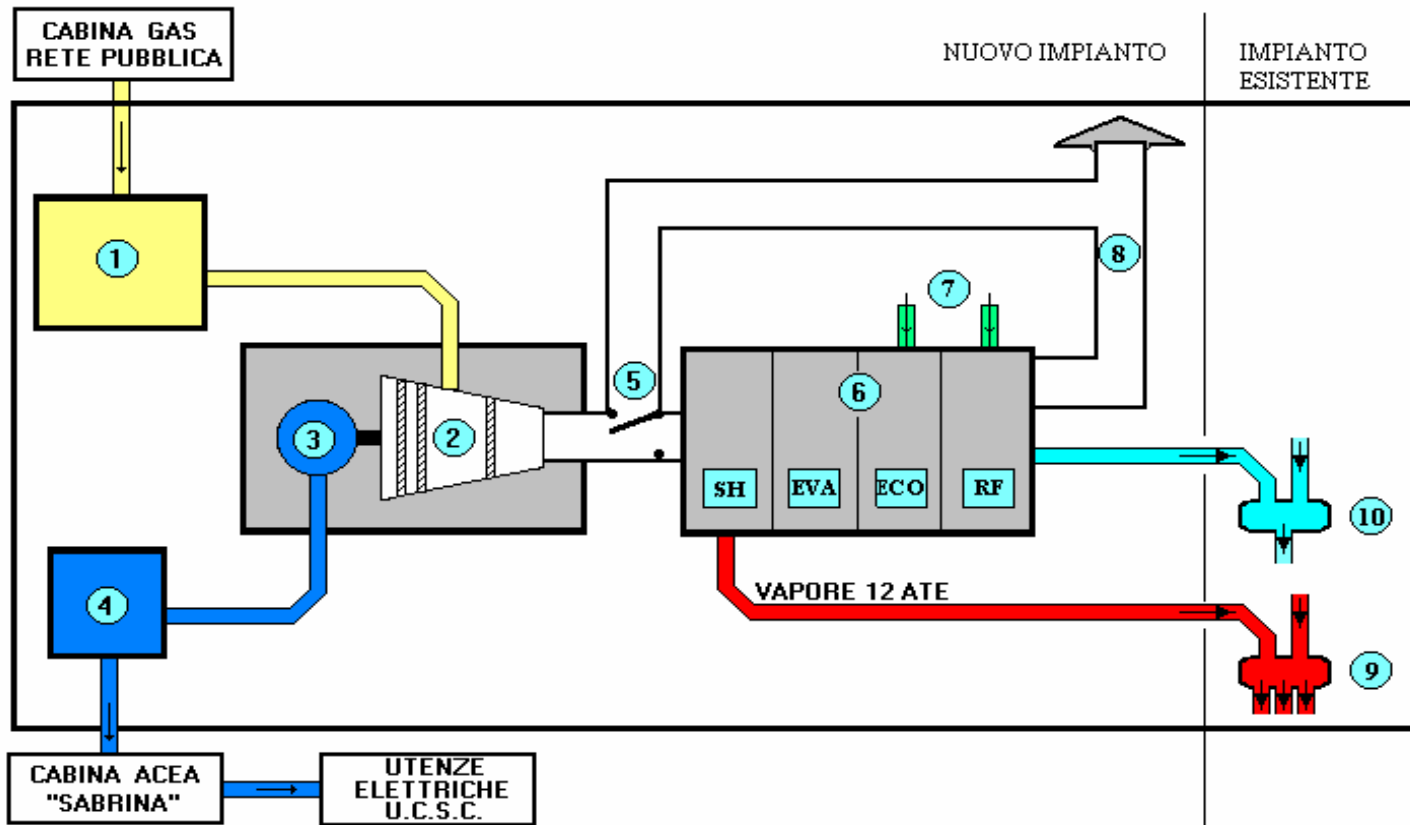 CABINA GAS
RETE PUBBLICA
NUOVO IMPIANTO
IMPIANTO
ESISTENTE
1
8
7
5
6
2
3
SH
EVA
ECO
RF
10
4
VAPORE 12 ATE
9
CABINA ACEA
"SABRINA"
UTENZE
ELETTRICHE
U.C.S.C.